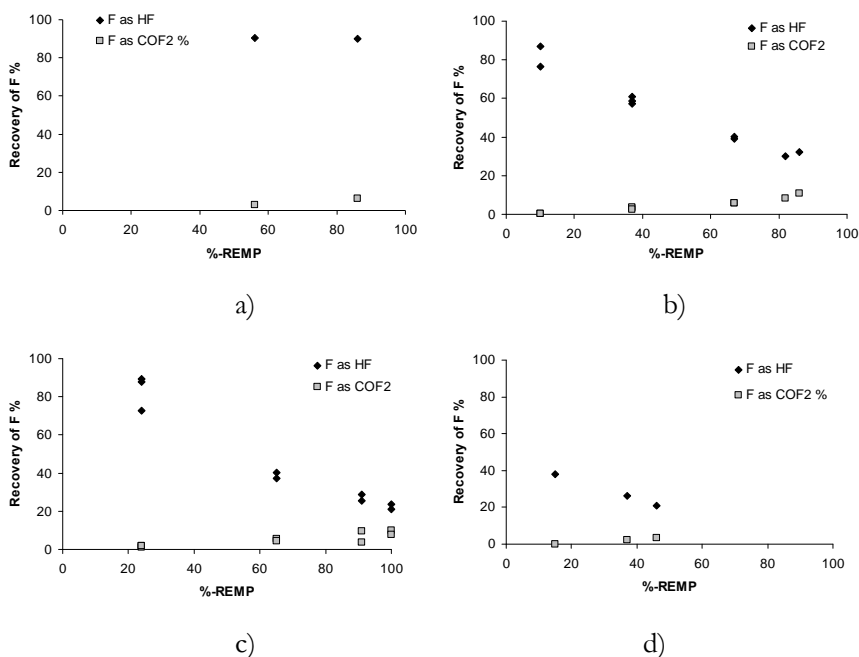 F as HF
F as COF2 %
Recovery of F %
100
80
60
40
20
0
0 20 40 60 80 100
%-REMP
a)
F as HF
F as COF2
Recovery of F %
100
80
60
40
20
0
0 20 40 60 80 100
%-REMP
b)
F as HF
F as COF2
Recovery of F %
100
80
60
40
20
0
0 20 40 60 80 100
%-REMP
c)
F as HF
F as COF2 %
Recovery of F %
100
80
60
40
20
0
0 20 40 60 80 100
%-REMP
d)